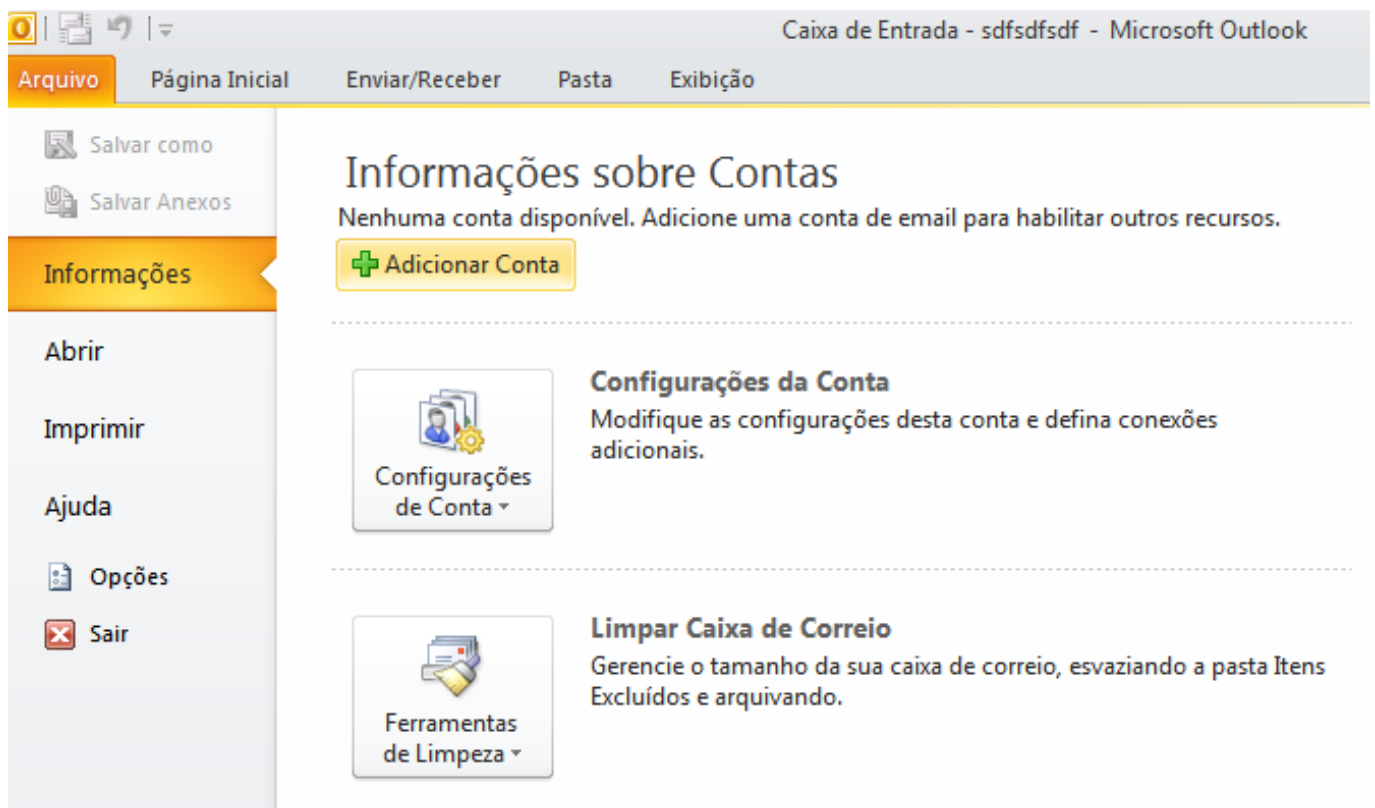 Caixa de Entrada - sdfsdfsdf - Microsoft Outlook
Arquivo Página Inicial Enviar/Receber Pasta Exibição
Salvar como
Salvar Anexos
Informações
Abrir
Imprimir
Ajuda
Opções
Sair
Informações sobre Contas
Nenhuma conta disponível. Adicione uma conta de email para habilitar outros recursos.
Adicionar Conta
Configurações
de Conta
Configurações da Conta
Modifique as configurações desta conta e defina conexões
adicionais.
Ferramentas
de Limpeza
Limpar Caixa de Correio
Gerencie o tamanho da sua caixa de correio, esvaziando a pasta Itens
Excluídos e arquivando.